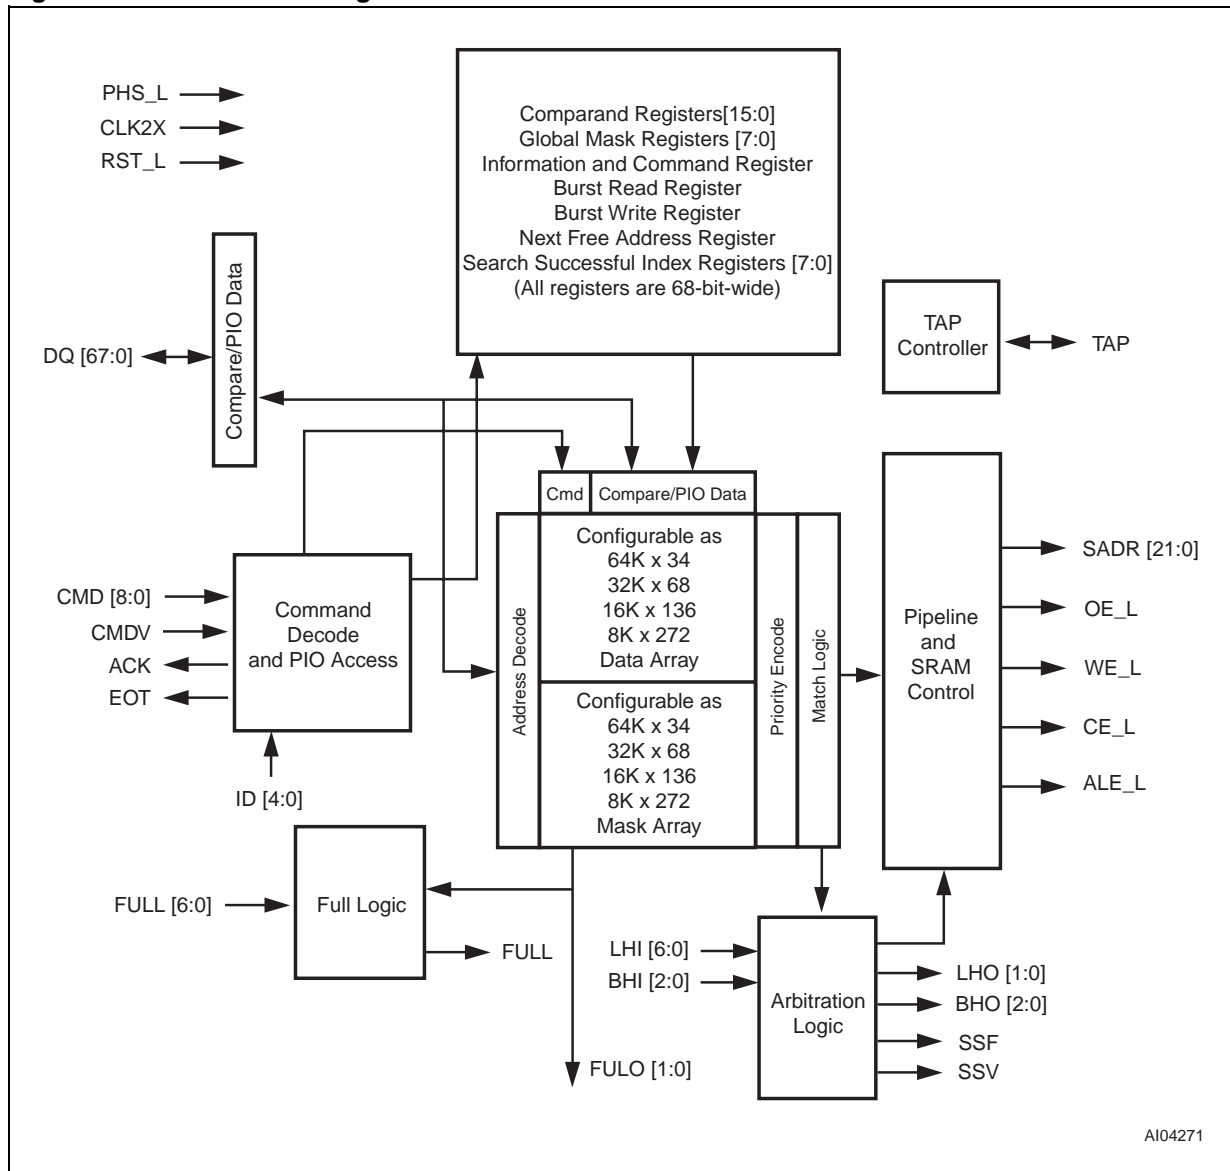 PHS_L
CLK2X
RST_L
Comparand Registers[15:0]
Global Mask Registers [7:0]
Information and Command Register
Burst Read Register
Burst Write Register
Next Free Address Register
Search Successful Index Registers [7:0]
(All registers are 68-bit-wide)
Compare/PIO Data
DQ [67:0]
TAP
Controller
TAP
Cmd
Compare/PIO Data
Address Decode
Configurable as
64K x 34
32K x 68
16K x 136
8K x 272
Data Array
Configurable as
64K x 34
32K x 68
16K x 136
8K x 272
Mask Array
Priority Encode
Match Logic
CMD [8:0]
CMDV
ACK
EOT
Command
Decode
and PIO Access
ID [4:0]
Pipeline
and
SRAM
Control
SADR [21:0]
OE_L
WE_L
CE_L
ALE_L
FULL [6:0]
Full Logic
FULL
FULO [1:0]
LHI [6:0]
BHI [2:0]
Arbitration
Logic
LHO [1:0]
BHO [2:0]
SSF
SSV
AI04271